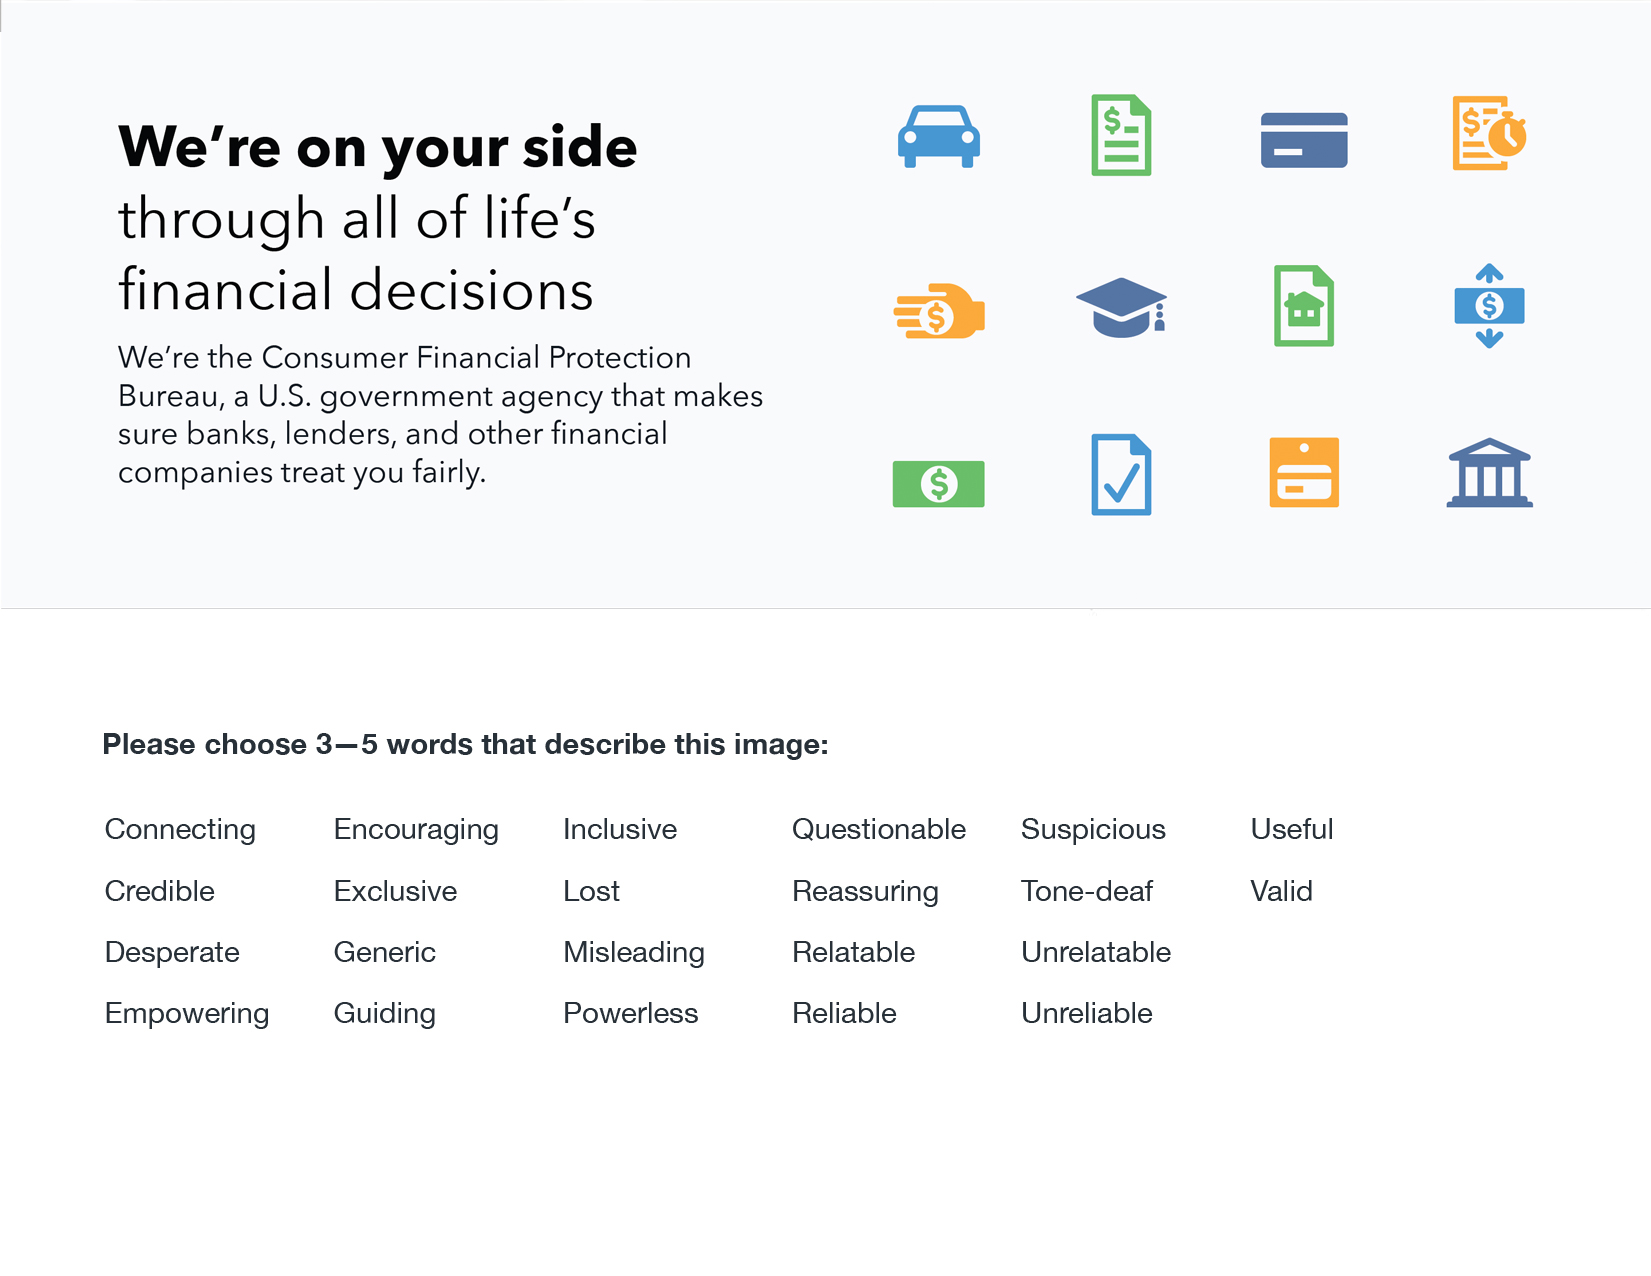 We’re on your side
through all of life’s
financial decisions
We’re the Consumer Financial Protection
Bureau, a U.S. government agency that makes
sure banks, lenders, and other financial
companies treat you fairly.
$
$
$
$
$
Please choose 3—5 words that describe this image:
Connecting Encouraging Inclusive Questionable Suspicious Useful
Credible Exclusive Lost Reassuring Tone-deaf Valid
Desperate Generic Misleading Relatable Unrelatable
Empowering Guiding Powerless Reliable Unreliable